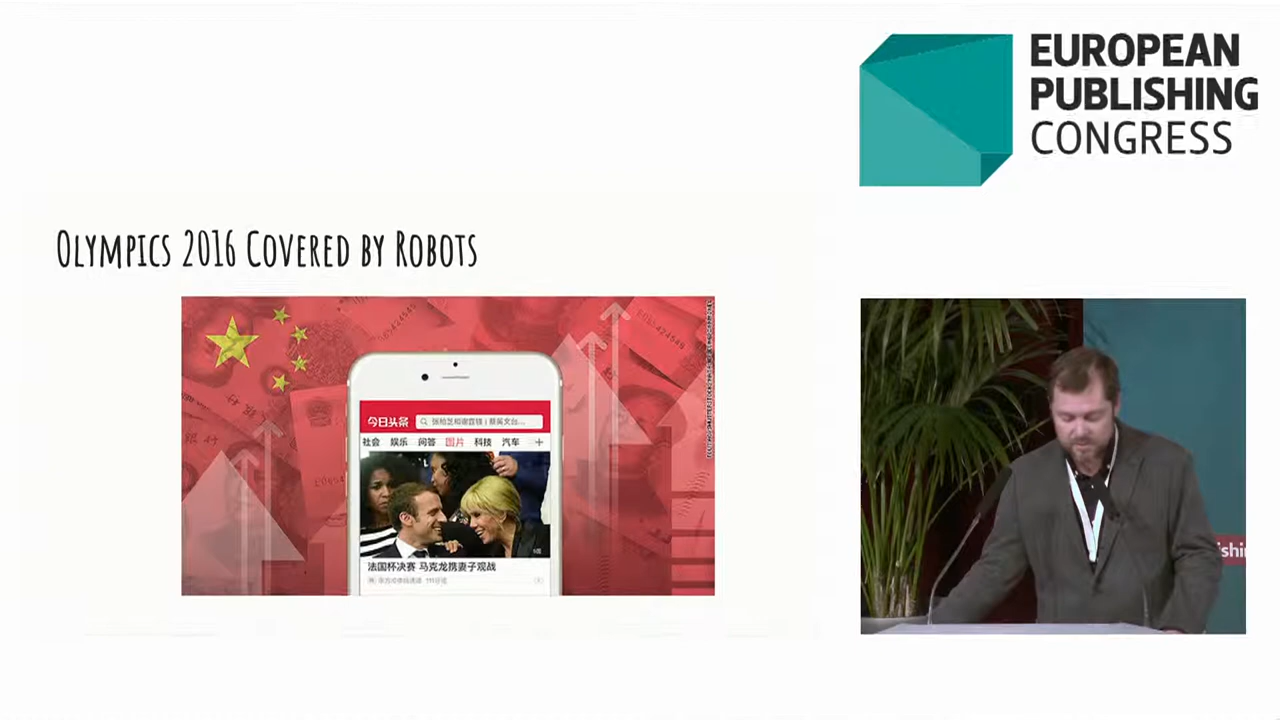 EUROPEAN
PUBLISHING
CONGRESS
OLYMPICS 2016 COVERED BY ROBOTS
今日头条
社会 娱乐 问答 图片 科技 汽车 +
法国杯决赛 马克龙携妻子观战